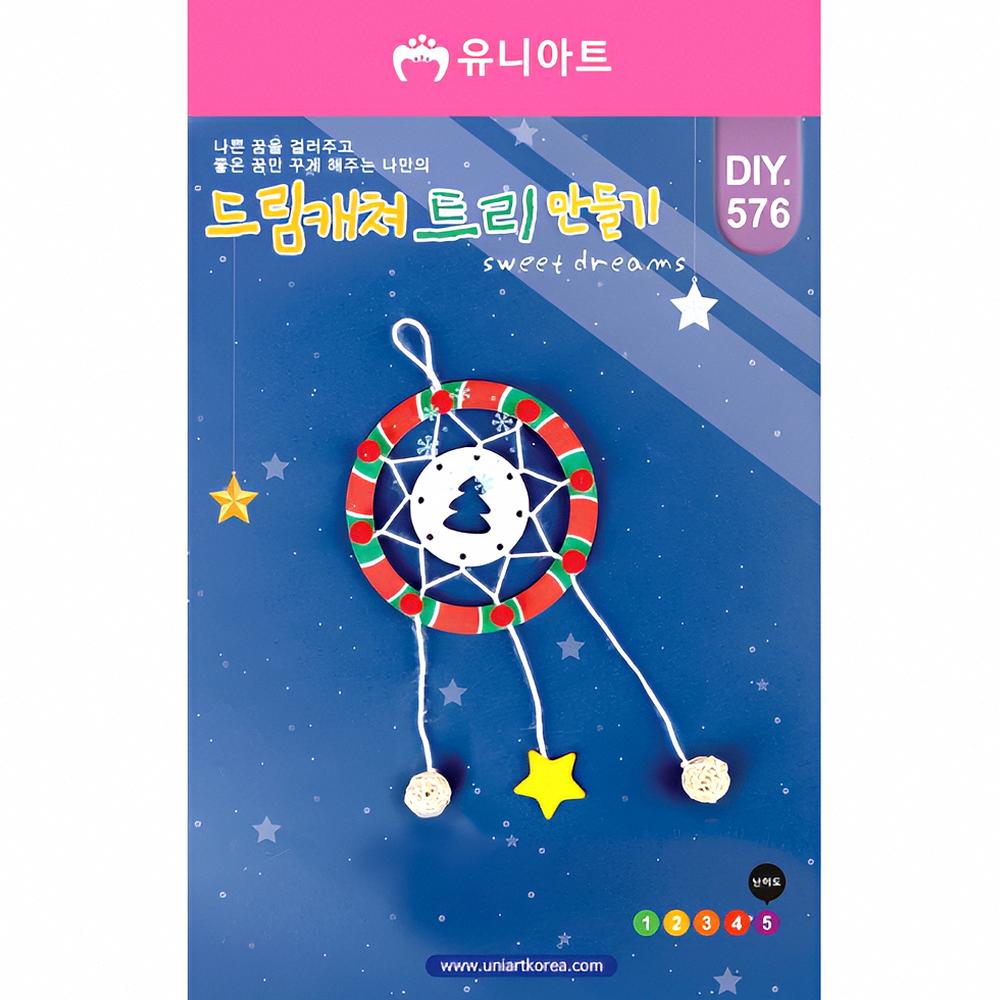 유니아트
나쁜 꿈을 걸러주고
좋은 꿈만 꾸게 해주는 나만의
드림캐쳐 트리 만들기
sweet dreams
DIY.
576
난이도
1 2 3 4 5
www.uniartkorea.com